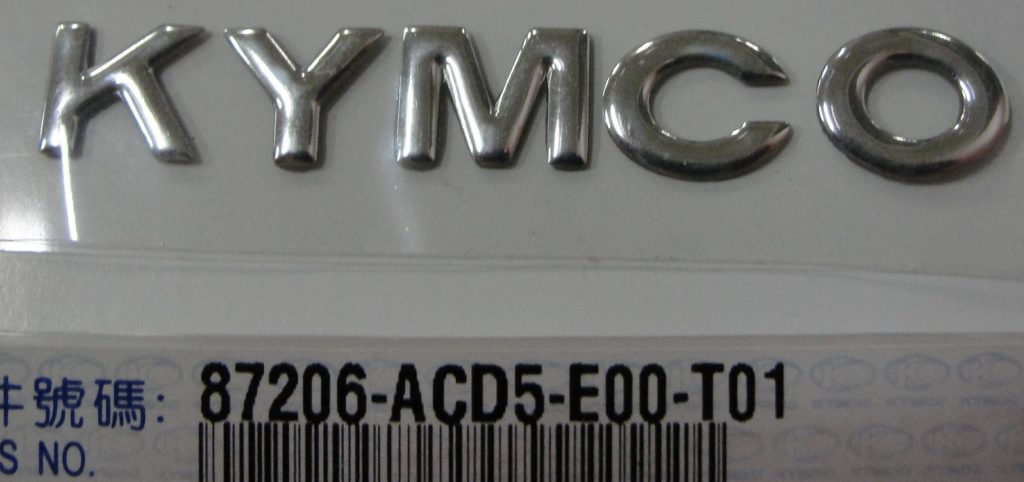 KYMCO
件號碼:
87206-ACD5-E00-T01
S NO.